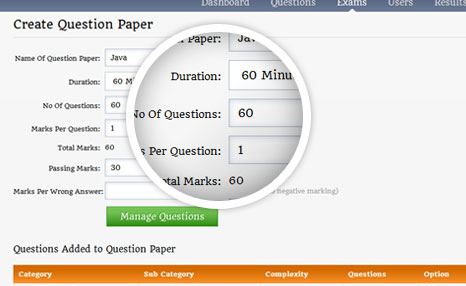 Dashboard Questions Exams Users Results
Create Question Paper
Name Of Question Paper: Java
Duration: 60 Min
No Of Questions: 60
Marks Per Question: 1
Total Marks: 60
Passing Marks: 30
Marks Per Wrong Answer: negative marking)
Paper: Java
Duration: 60 Minu
No Of Questions: 60
s Per Question: 1
otal Marks: 60
Manage Questions
Questions Added to Question Paper
Category Sub Category Complexity Questions Option